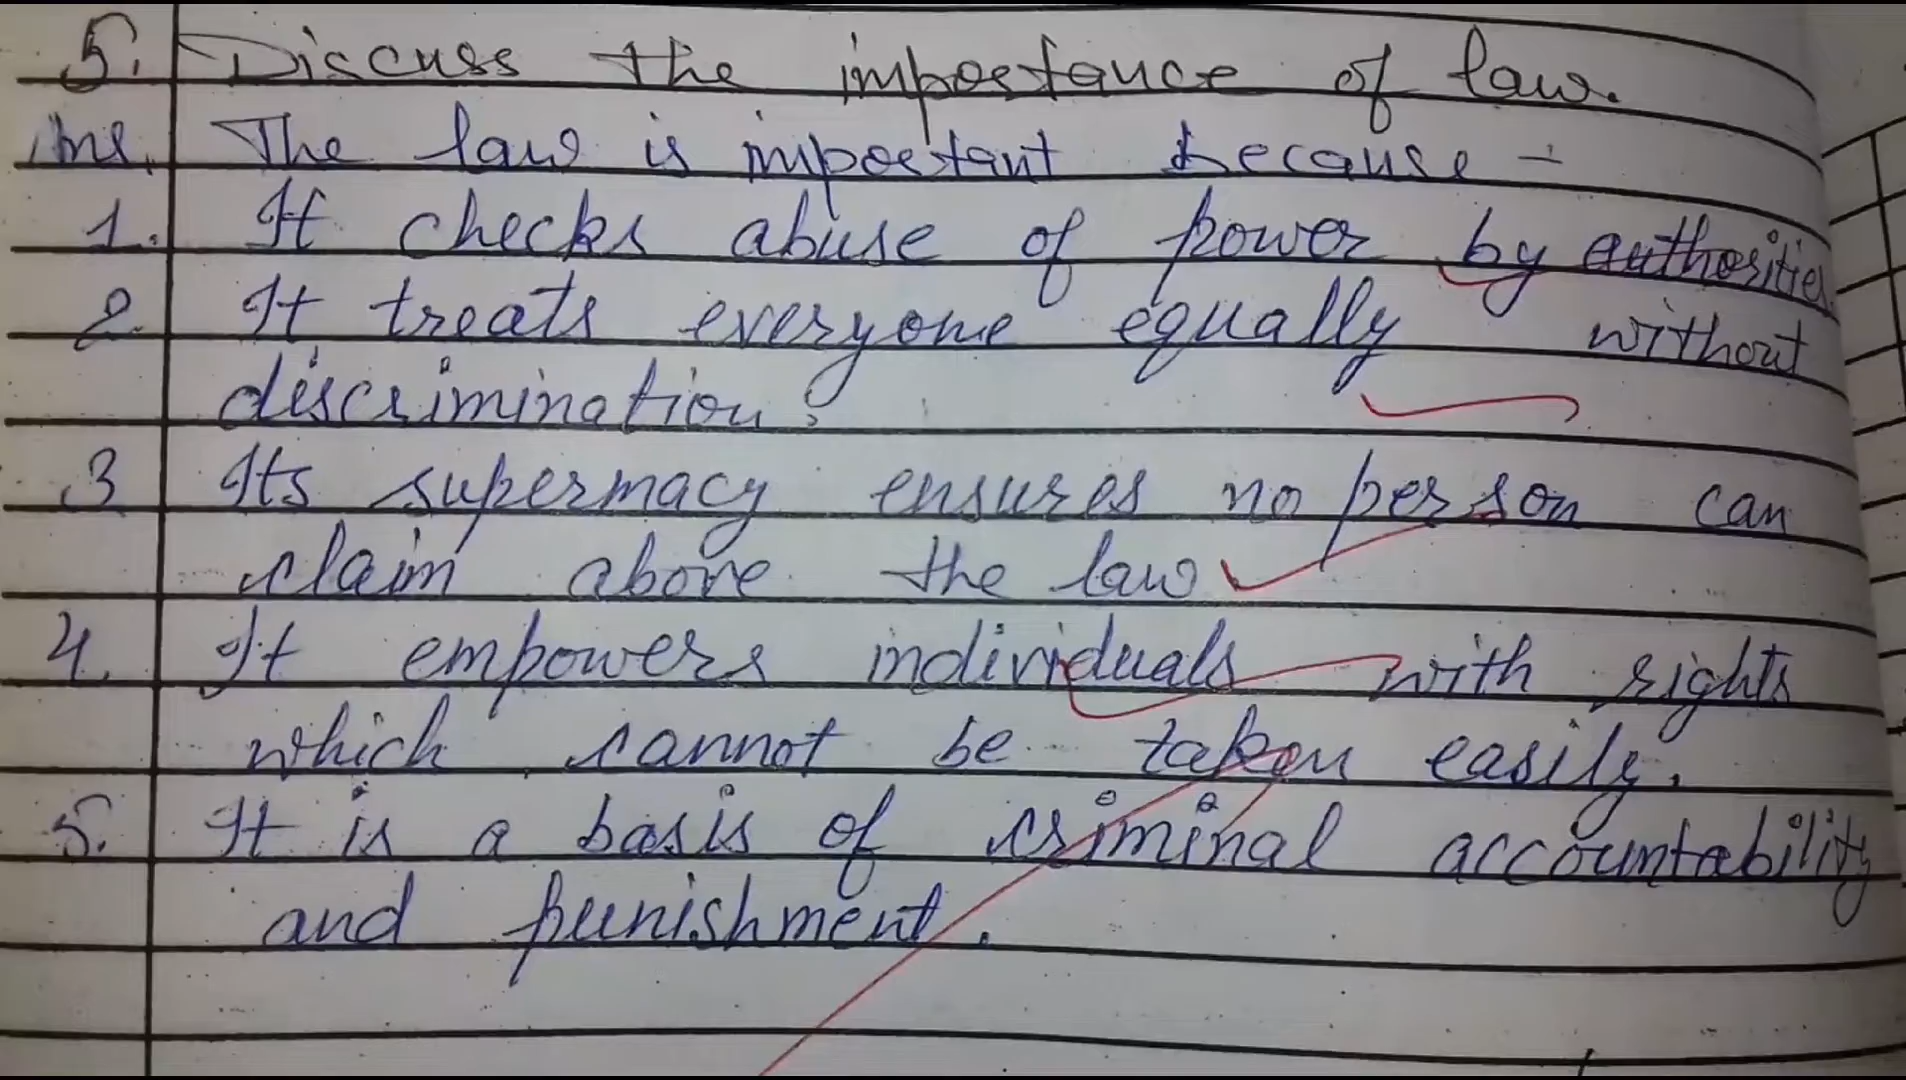 5. Discuss the importance of law.
Ans. The law is important because –
1. It checks abuse of power by authorities
2. It treats everyone equally without
discrimination.
3 Its supermacy ensures no person can
claim above the law
4. It empowers individuals with rights
which cannot be taken easily.
5. It is a basis of criminal accountability
and punishment.